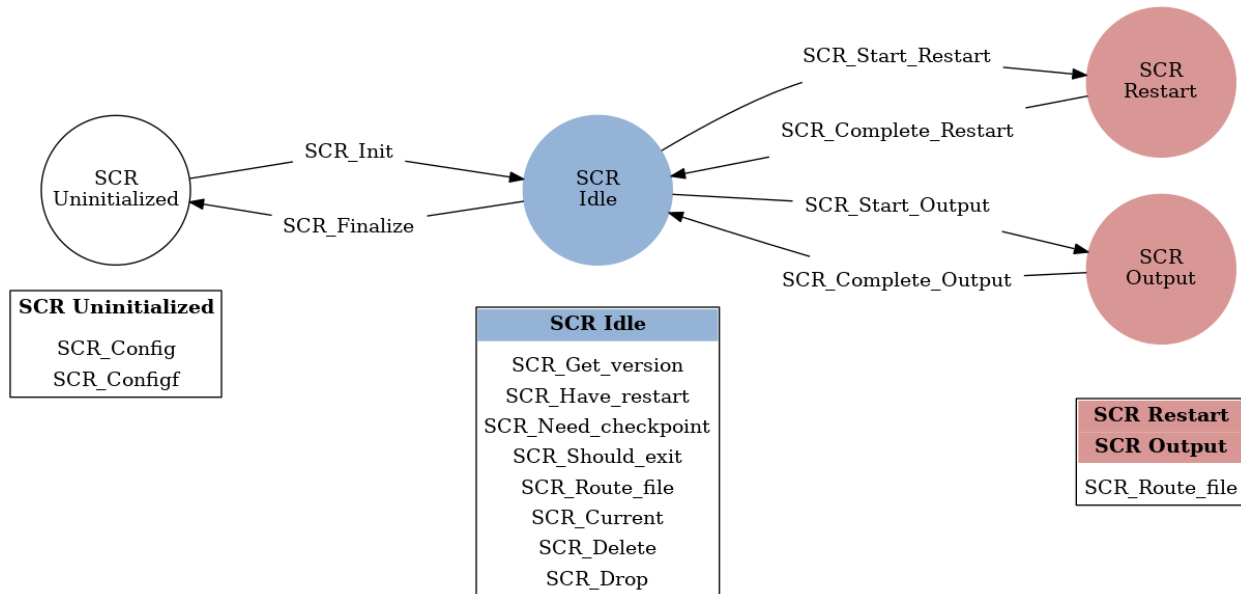 SCR
Uninitialized
SCR_Init
SCR_Finalize
SCR
Idle
SCR_Start_Restart
SCR_Complete_Restart
SCR_Start_Output
SCR_Complete_Output
SCR
Restart
SCR
Output
SCR Uninitialized
SCR_Config
SCR_Configf
SCR Idle
SCR_Get_version
SCR_Have_restart
SCR_Need_checkpoint
SCR_Should_exit
SCR_Route_file
SCR_Current
SCR_Delete
SCR_Drop
SCR Restart
SCR Output
SCR_Route_file